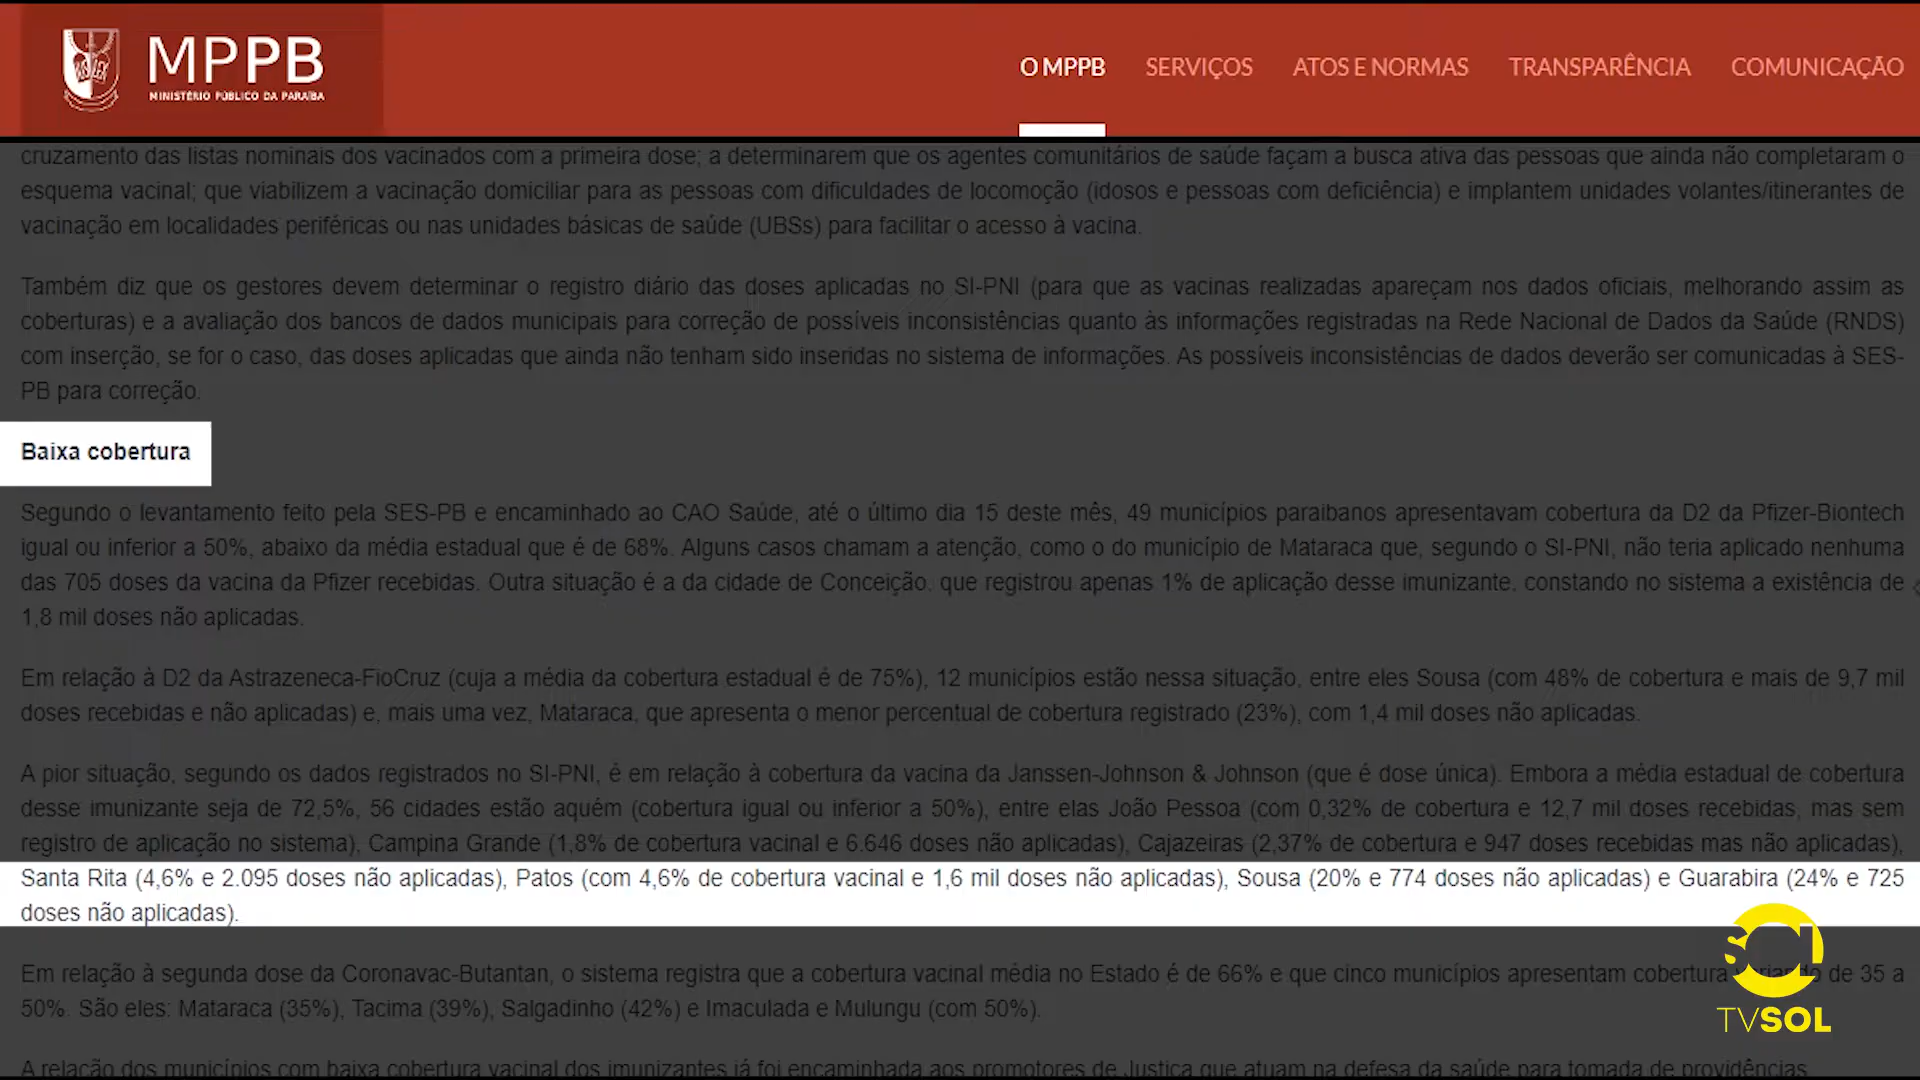 MPPB
MINISTÉRIO PÚBLICO DA PARAÍBA
O MPPB SERVIÇOS ATOS E NORMAS TRANSPARÊNCIA COMUNICAÇÃO
cruzamento das listas nominais dos vacinados com a primeira dose; a determinarem que os agentes comunitários de saúde façam a busca ativa das pessoas que ainda não completaram o
esquema vacinal; que viabilizem a vacinação domiciliar para as pessoas com dificuldades de locomoção (idosos e pessoas com deficiência) e implantem unidades volantes/itinerantes de
vacinação em localidades periféricas ou nas unidades básicas de saúde (UBSs) para facilitar o acesso à vacina.
Também diz que os gestores devem determinar o registro diário das doses aplicadas no SI-PNI (para que as vacinas realizadas apareçam nos dados oficiais, melhorando assim as
coberturas) e a avaliação dos bancos de dados municipais para correção de possíveis inconsistências quanto às informações registradas na Rede Nacional de Dados da Saúde (RNDS)
com inserção, se for o caso, das doses aplicadas que ainda não tenham sido inseridas no sistema de informações. As possíveis inconsistências de dados deverão ser comunicadas à SES-
PB para correção.
Baixa cobertura
Segundo o levantamento feito pela SES-PB e encaminhado ao CAO Saúde, até o último dia 15 deste mês, 49 municípios paraibanos apresentavam cobertura da D2 da Pfizer-Biontech
igual ou inferior a 50%, abaixo da média estadual que é de 68%. Alguns casos chamam a atenção, como o do município de Mataraca que, segundo o SI-PNI, não teria aplicado nenhuma
das 705 doses da vacina da Pfizer recebidas. Outra situação é a da cidade de Conceição, que registrou apenas 1% de aplicação desse imunizante, constando no sistema a existência de
1,8 mil doses não aplicadas.
Em relação à D2 da Astrazeneca-FioCruz (cuja a média da cobertura estadual é de 75%), 12 municípios estão nessa situação, entre eles Sousa (com 48% de cobertura e mais de 9,7 mil
doses recebidas e não aplicadas) e, mais uma vez, Mataraca, que apresenta o menor percentual de cobertura registrado (23%), com 1,4 mil doses não aplicadas.
A pior situação, segundo os dados registrados no SI-PNI, é em relação à cobertura da vacina da Janssen-Johnson & Johnson (que é dose única). Embora a média estadual de cobertura
desse imunizante seja de 72,5%, 56 cidades estão aquém (cobertura igual ou inferior a 50%), entre elas João Pessoa (com 0,32% de cobertura e 12,7 mil doses recebidas, mas sem
registro de aplicação no sistema), Campina Grande (1,8% de cobertura vacinal e 6.646 doses não aplicadas), Cajazeiras (2,37% de cobertura e 947 doses recebidas mas não aplicadas),
Santa Rita (4,6% e 2.095 doses não aplicadas), Patos (com 4,6% de cobertura vacinal e 1,6 mil doses não aplicadas), Sousa (20% e 774 doses não aplicadas) e Guarabira (24% e 725
doses não aplicadas).
Em relação à segunda dose da Coronavac-Butantan, o sistema registra que a cobertura vacinal média no Estado é de 66% e que cinco municípios apresentam cobertura variando de 35 a
50%. São eles: Mataraca (35%), Tacima (39%), Salgadinho (42%) e Imaculada e Mulungu (com 50%).
A relação dos municípios com baixa cobertura vacinal dos imunizantes já foi encaminhada aos promotores de Justiça que atuam na defesa da saúde para tomada de providências.
sol
TVSOL